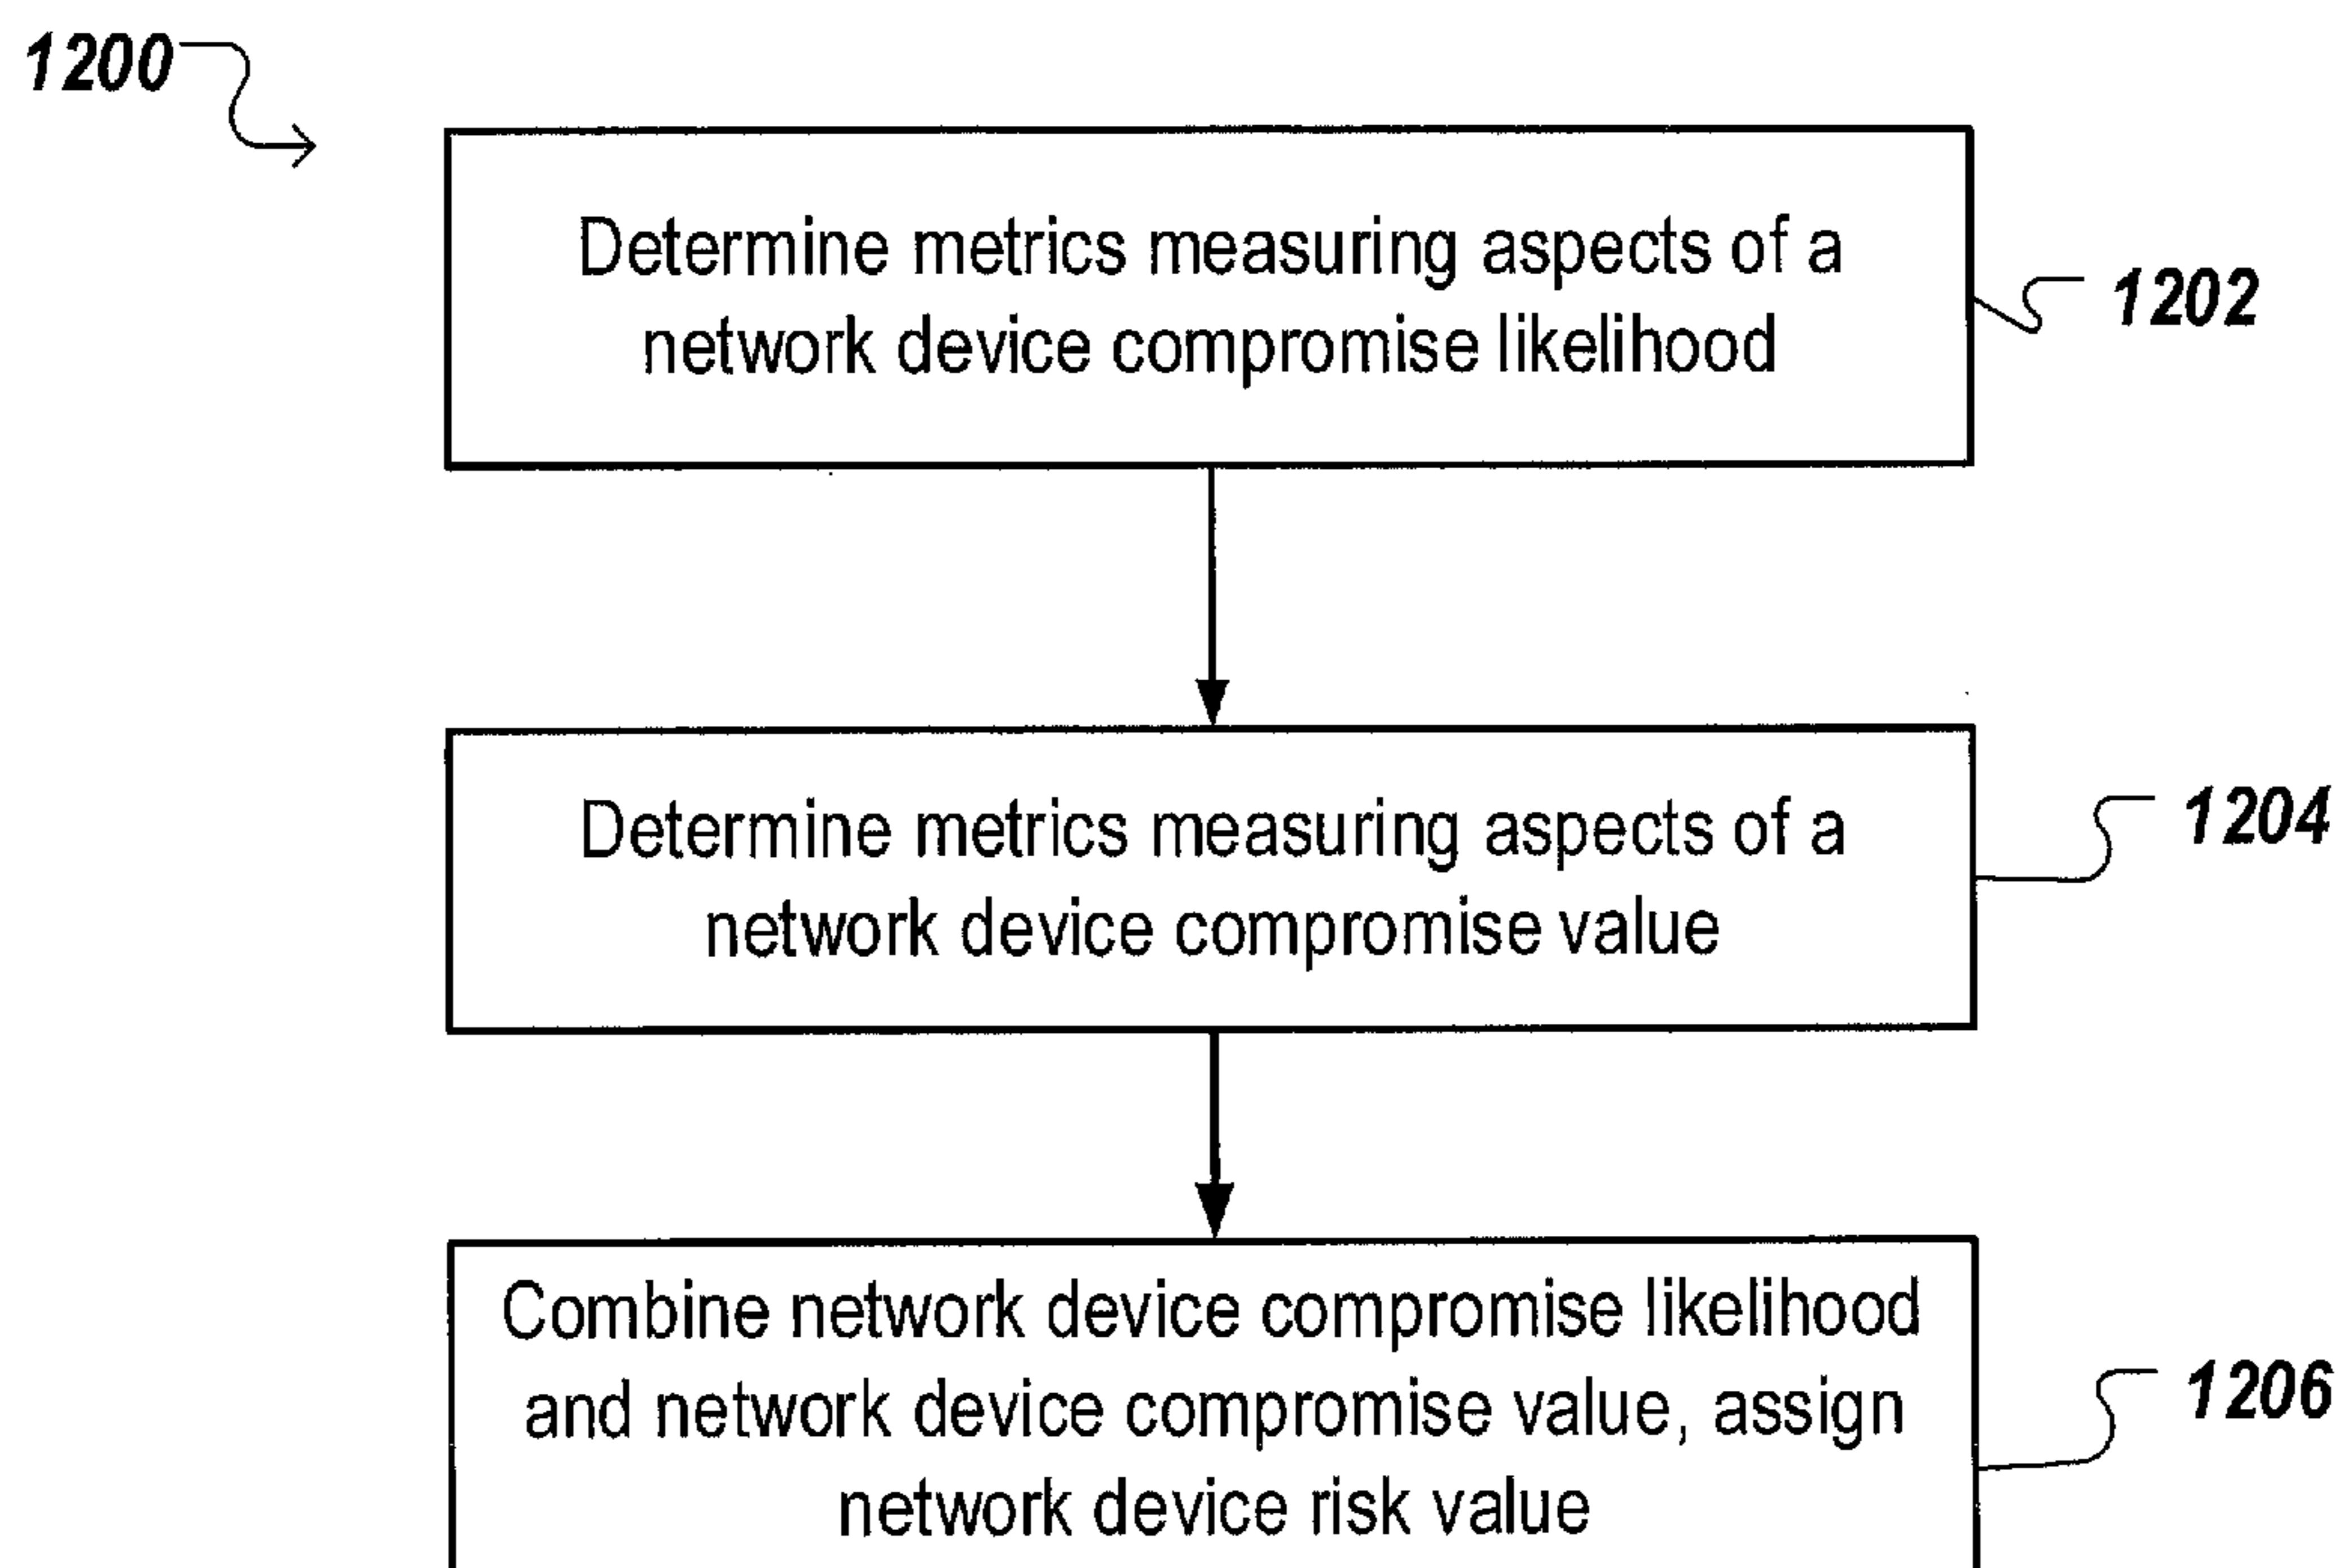 1200
Determine metrics measuring aspects of a
network device compromise likelihood
1202
Determine metrics measuring aspects of a
network device compromise value
1204
Combine network device compromise likelihood
and network device compromise value, assign
network device risk value
1206